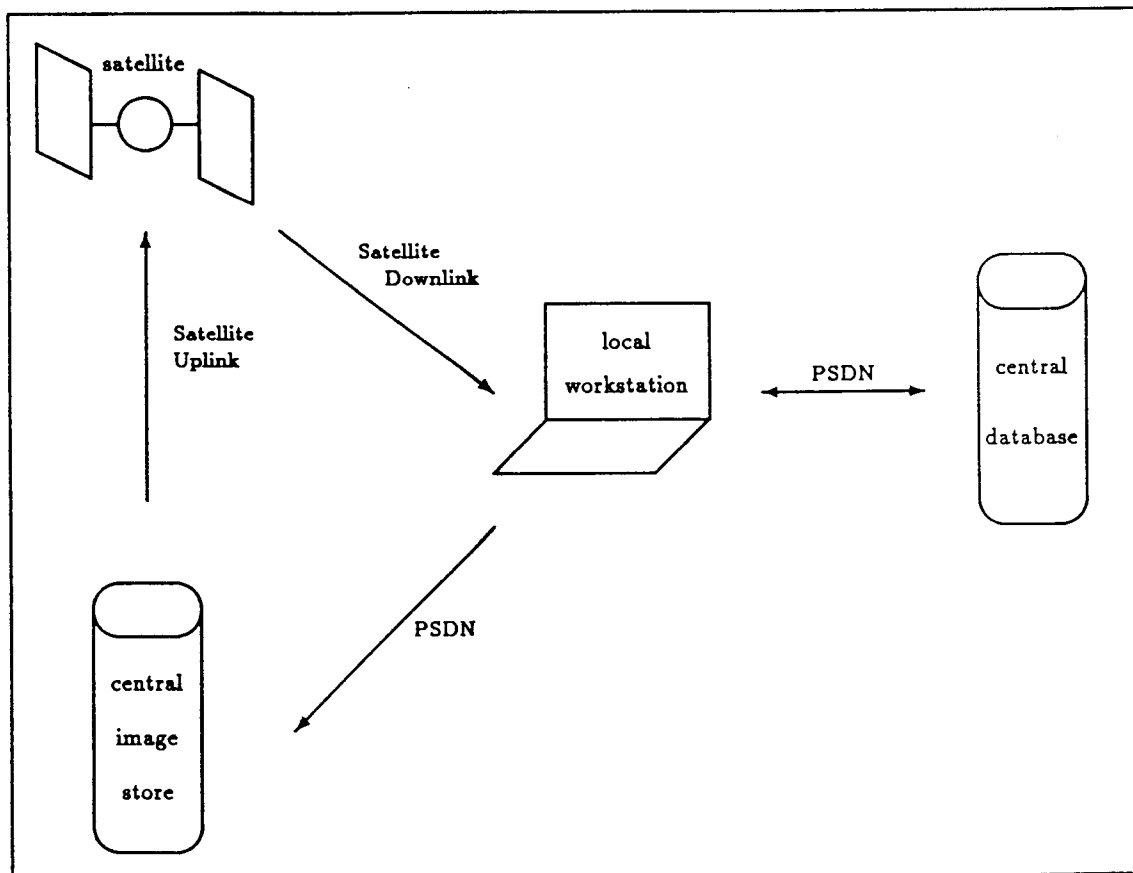 satellite
Satellite
Downlink
Satellite
Uplink
local
workstation
PSDN
central
database
PSDN
central
image
store